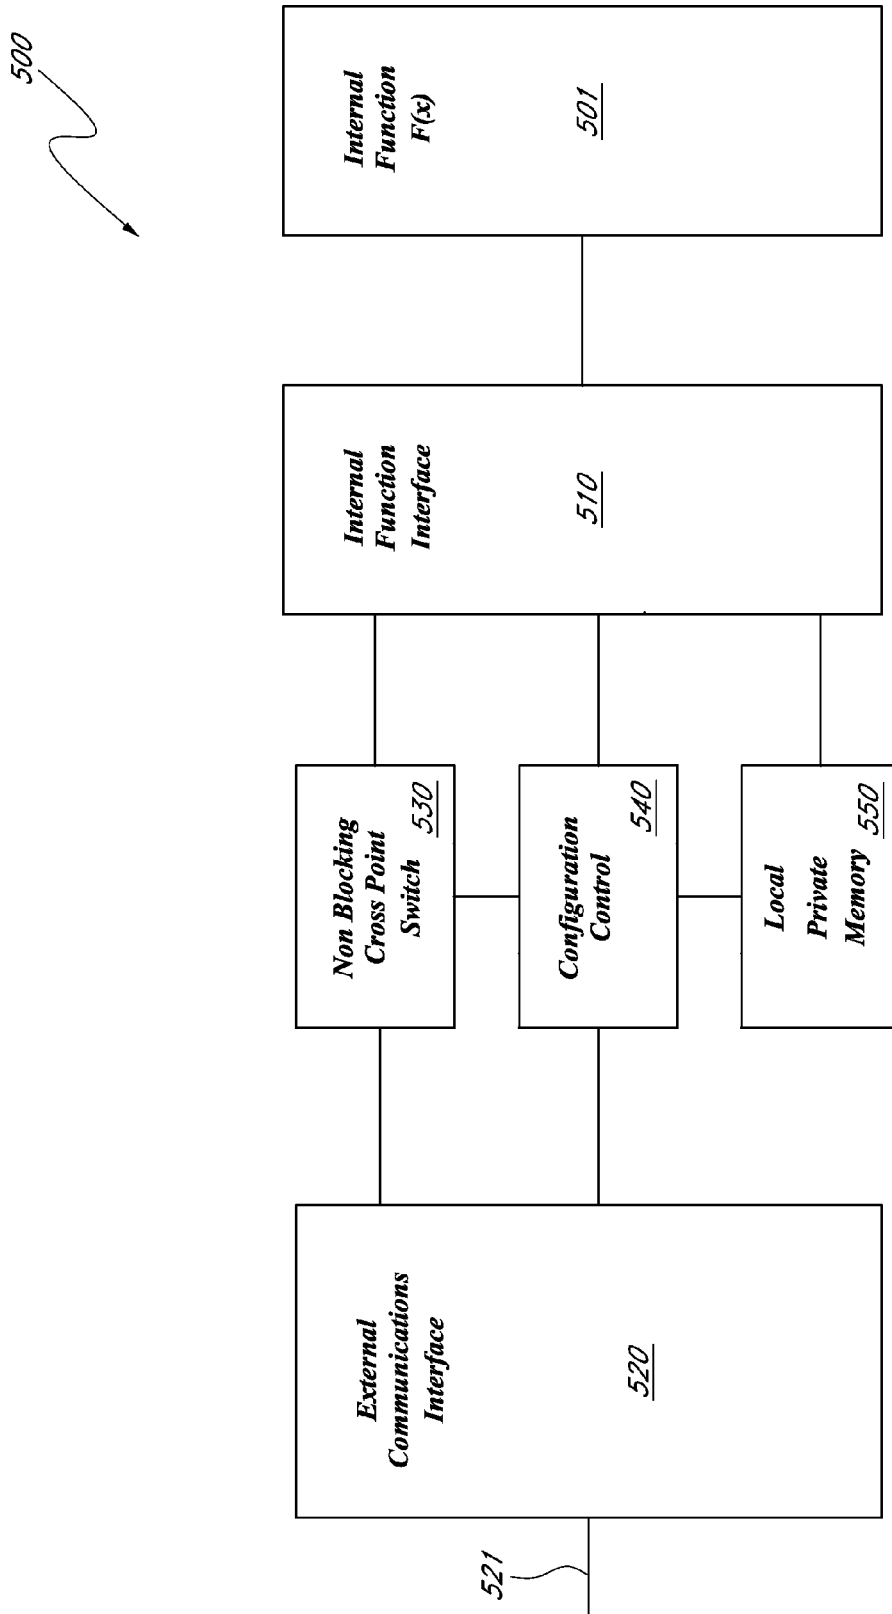 500
Internal
Function
F(x)
501
Internal
Function
Interface
510
Non Blocking
Cross Point
Switch
530
Configuration
Control
540
Local
Private
Memory
550
External
Communications
Interface
520
521